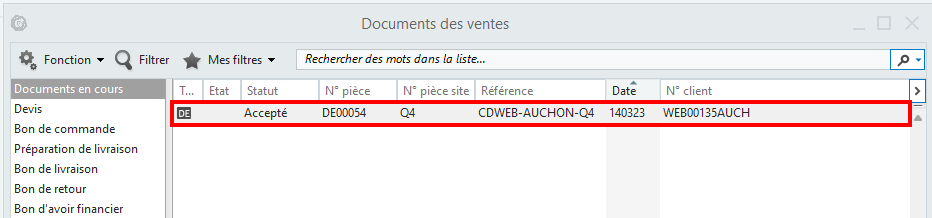 Documents des ventes
Fonction Filtrer Mes filtres Rechercher des mots dans la liste...
Documents en cours
Devis
Bon de commande
Préparation de livraison
Bon de livraison
Bon de retour
Bon d'avoir financier
T... Etat Statut N° pièce N° pièce site Référence Date N° client
DE Accepté DE00054 Q4 CDWEB-AUCHON-Q4 140323 WEB00135AUCH